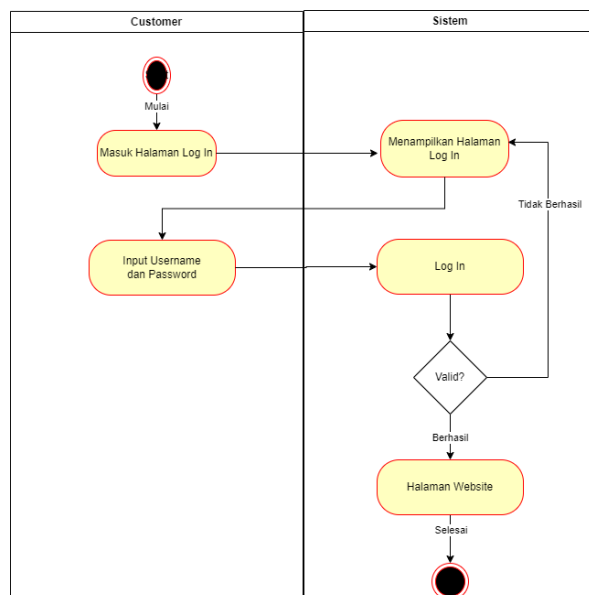 Customer
Sistem
Mulai
Masuk Halaman Log In
Menampilkan Halaman
Log In
Tidak Berhasil
Input Username
dan Password
Log In
Valid?
Berhasil
Halaman Website
Selesai